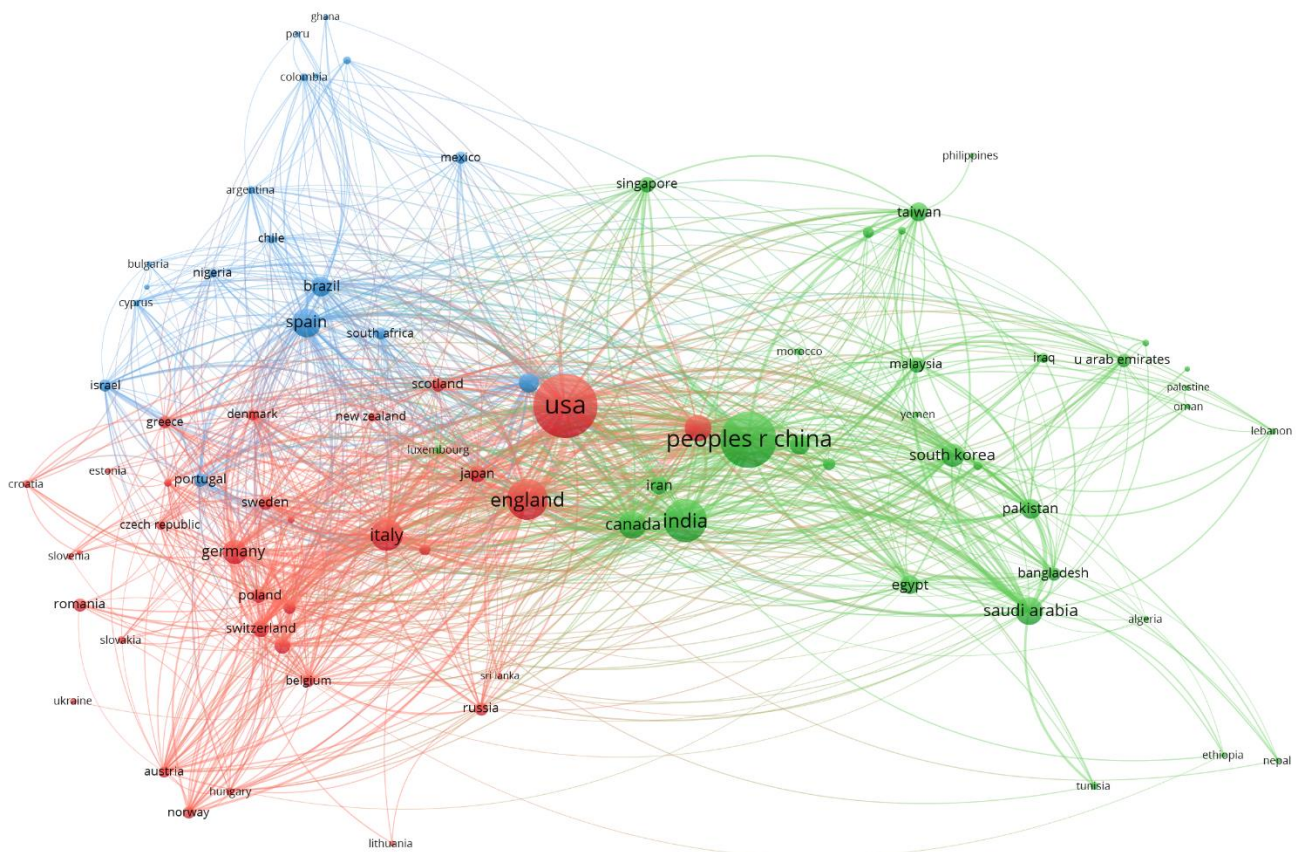 ghana
peru
colombia
mexico
philippines
singapore
argentina
taiwan
chile
bulgaria
nigeria
brazil
cyprus
spain
south africa
morocco
malaysia
iraq
u arab emirates
israel
scotland
palestine
usa
oman
denmark
new zealand
greece
yemen
peoples r china
lebanon
luxembourg
south korea
estonia
japan
croatia
portugal
iran
sweden
england
pakistan
czech republic
canada
india
italy
germany
slovenia
bangladesh
egypt
poland
romania
saudi arabia
algeria
switzerland
slovakia
sri lanka
belgium
ukraine
russia
ethiopia
nepal
austria
tunisia
hungary
norway
lithuania